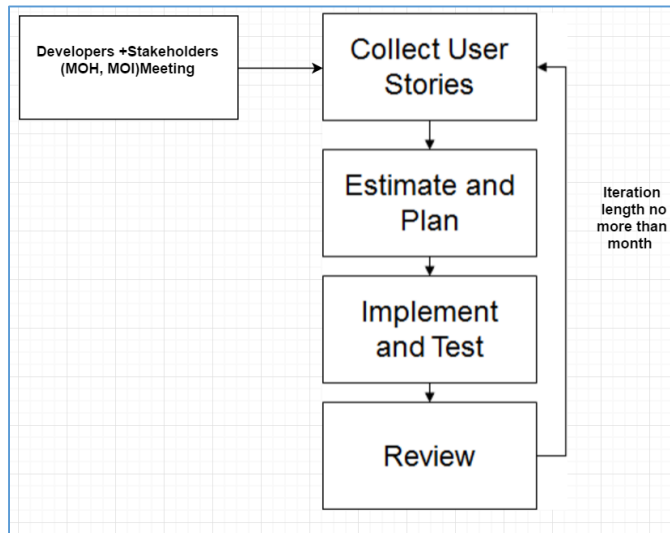 Developers +Stakeholders
(MOH, MOI)Meeting
Collect User
Stories
Estimate and
Plan
Iteration
length no
more than
month
Implement
and Test
Review